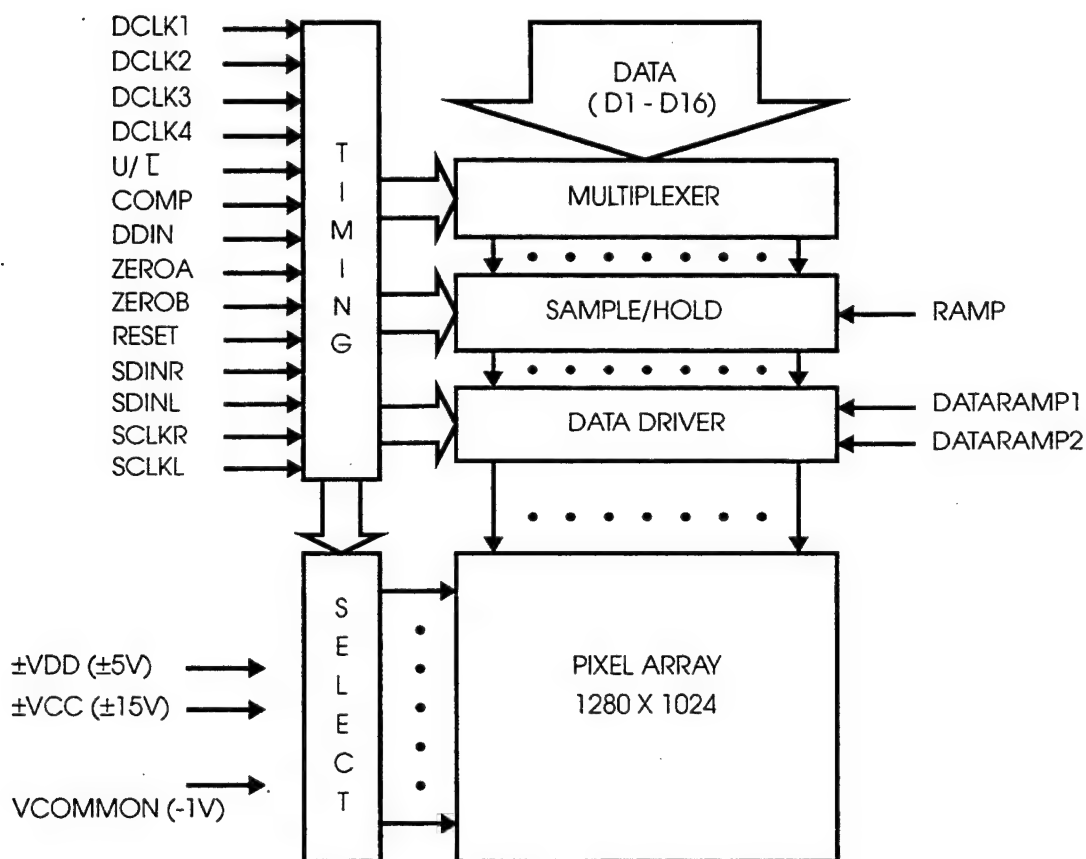 DCLK1
DCLK2
DCLK3
DCLK4
U/ L̅
COMP
DDIN
ZEROA
ZEROB
RESET
SDINR
SDINL
SCLKR
SCLKL
TIMING
DATA
( D1 - D16)
MULTIPLEXER
SAMPLE/HOLD
RAMP
DATA DRIVER
DATARAMP1
DATARAMP2
SELECT
±VDD (±5V)
±VCC (±15V)
VCOMMON (-1V)
PIXEL ARRAY
1280 X 1024